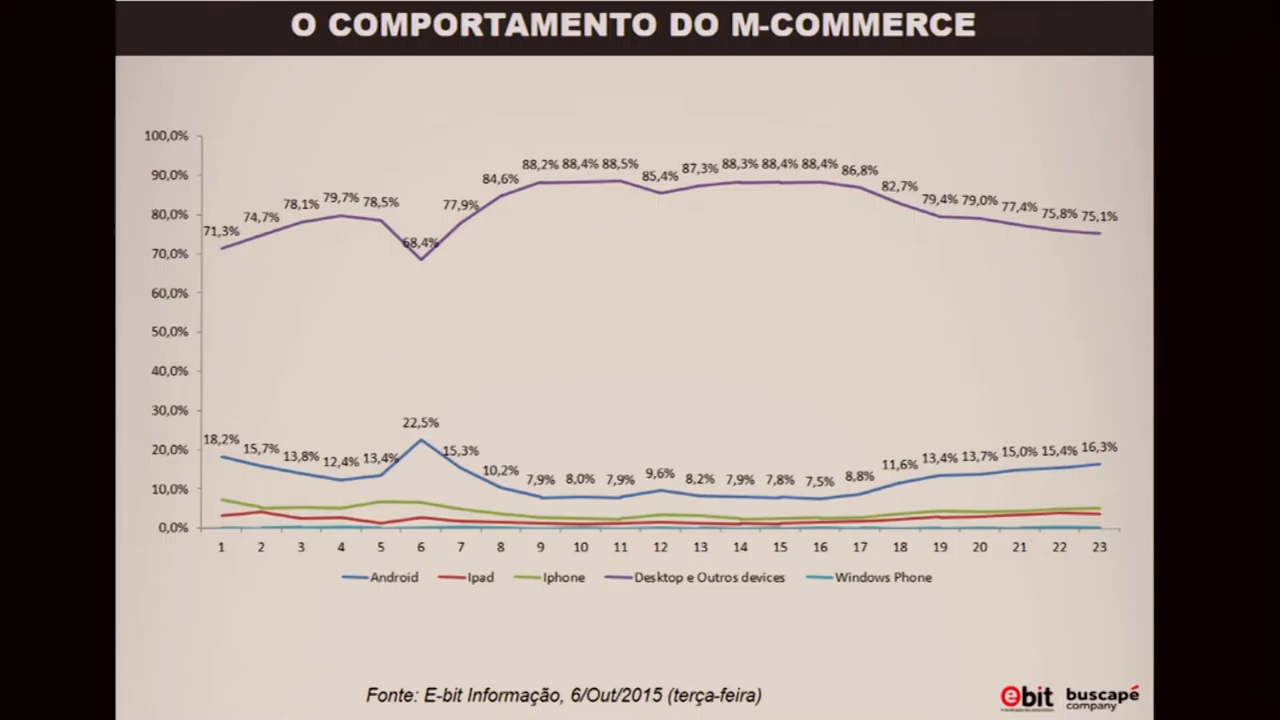 O COMPORTAMENTO DO M-COMMERCE
100,0%
90,0%
80,0%
70,0%
60,0%
50,0%
40,0%
30,0%
20,0%
10,0%
0,0%
71,3% 74,7% 78,1% 79,7% 78,5% 68,4% 77,9% 84,6% 88,2% 88,4% 88,5% 85,4% 87,3% 88,3% 88,4% 88,4% 86,8% 82,7% 79,4% 79,0% 77,4% 75,8% 75,1%
18,2% 15,7% 13,8% 12,4% 13,4% 22,5% 15,3% 10,2% 7,9% 8,0% 7,9% 9,6% 8,2% 7,9% 7,8% 7,5% 8,8% 11,6% 13,4% 13,7% 15,0% 15,4% 16,3%
1 2 3 4 5 6 7 8 9 10 11 12 13 14 15 16 17 18 19 20 21 22 23
Android Ipad Iphone Desktop e Outros devices Windows Phone
Fonte: E-bit Informação, 6/Out/2015 (terça-feira)
ebit
buscapé
company